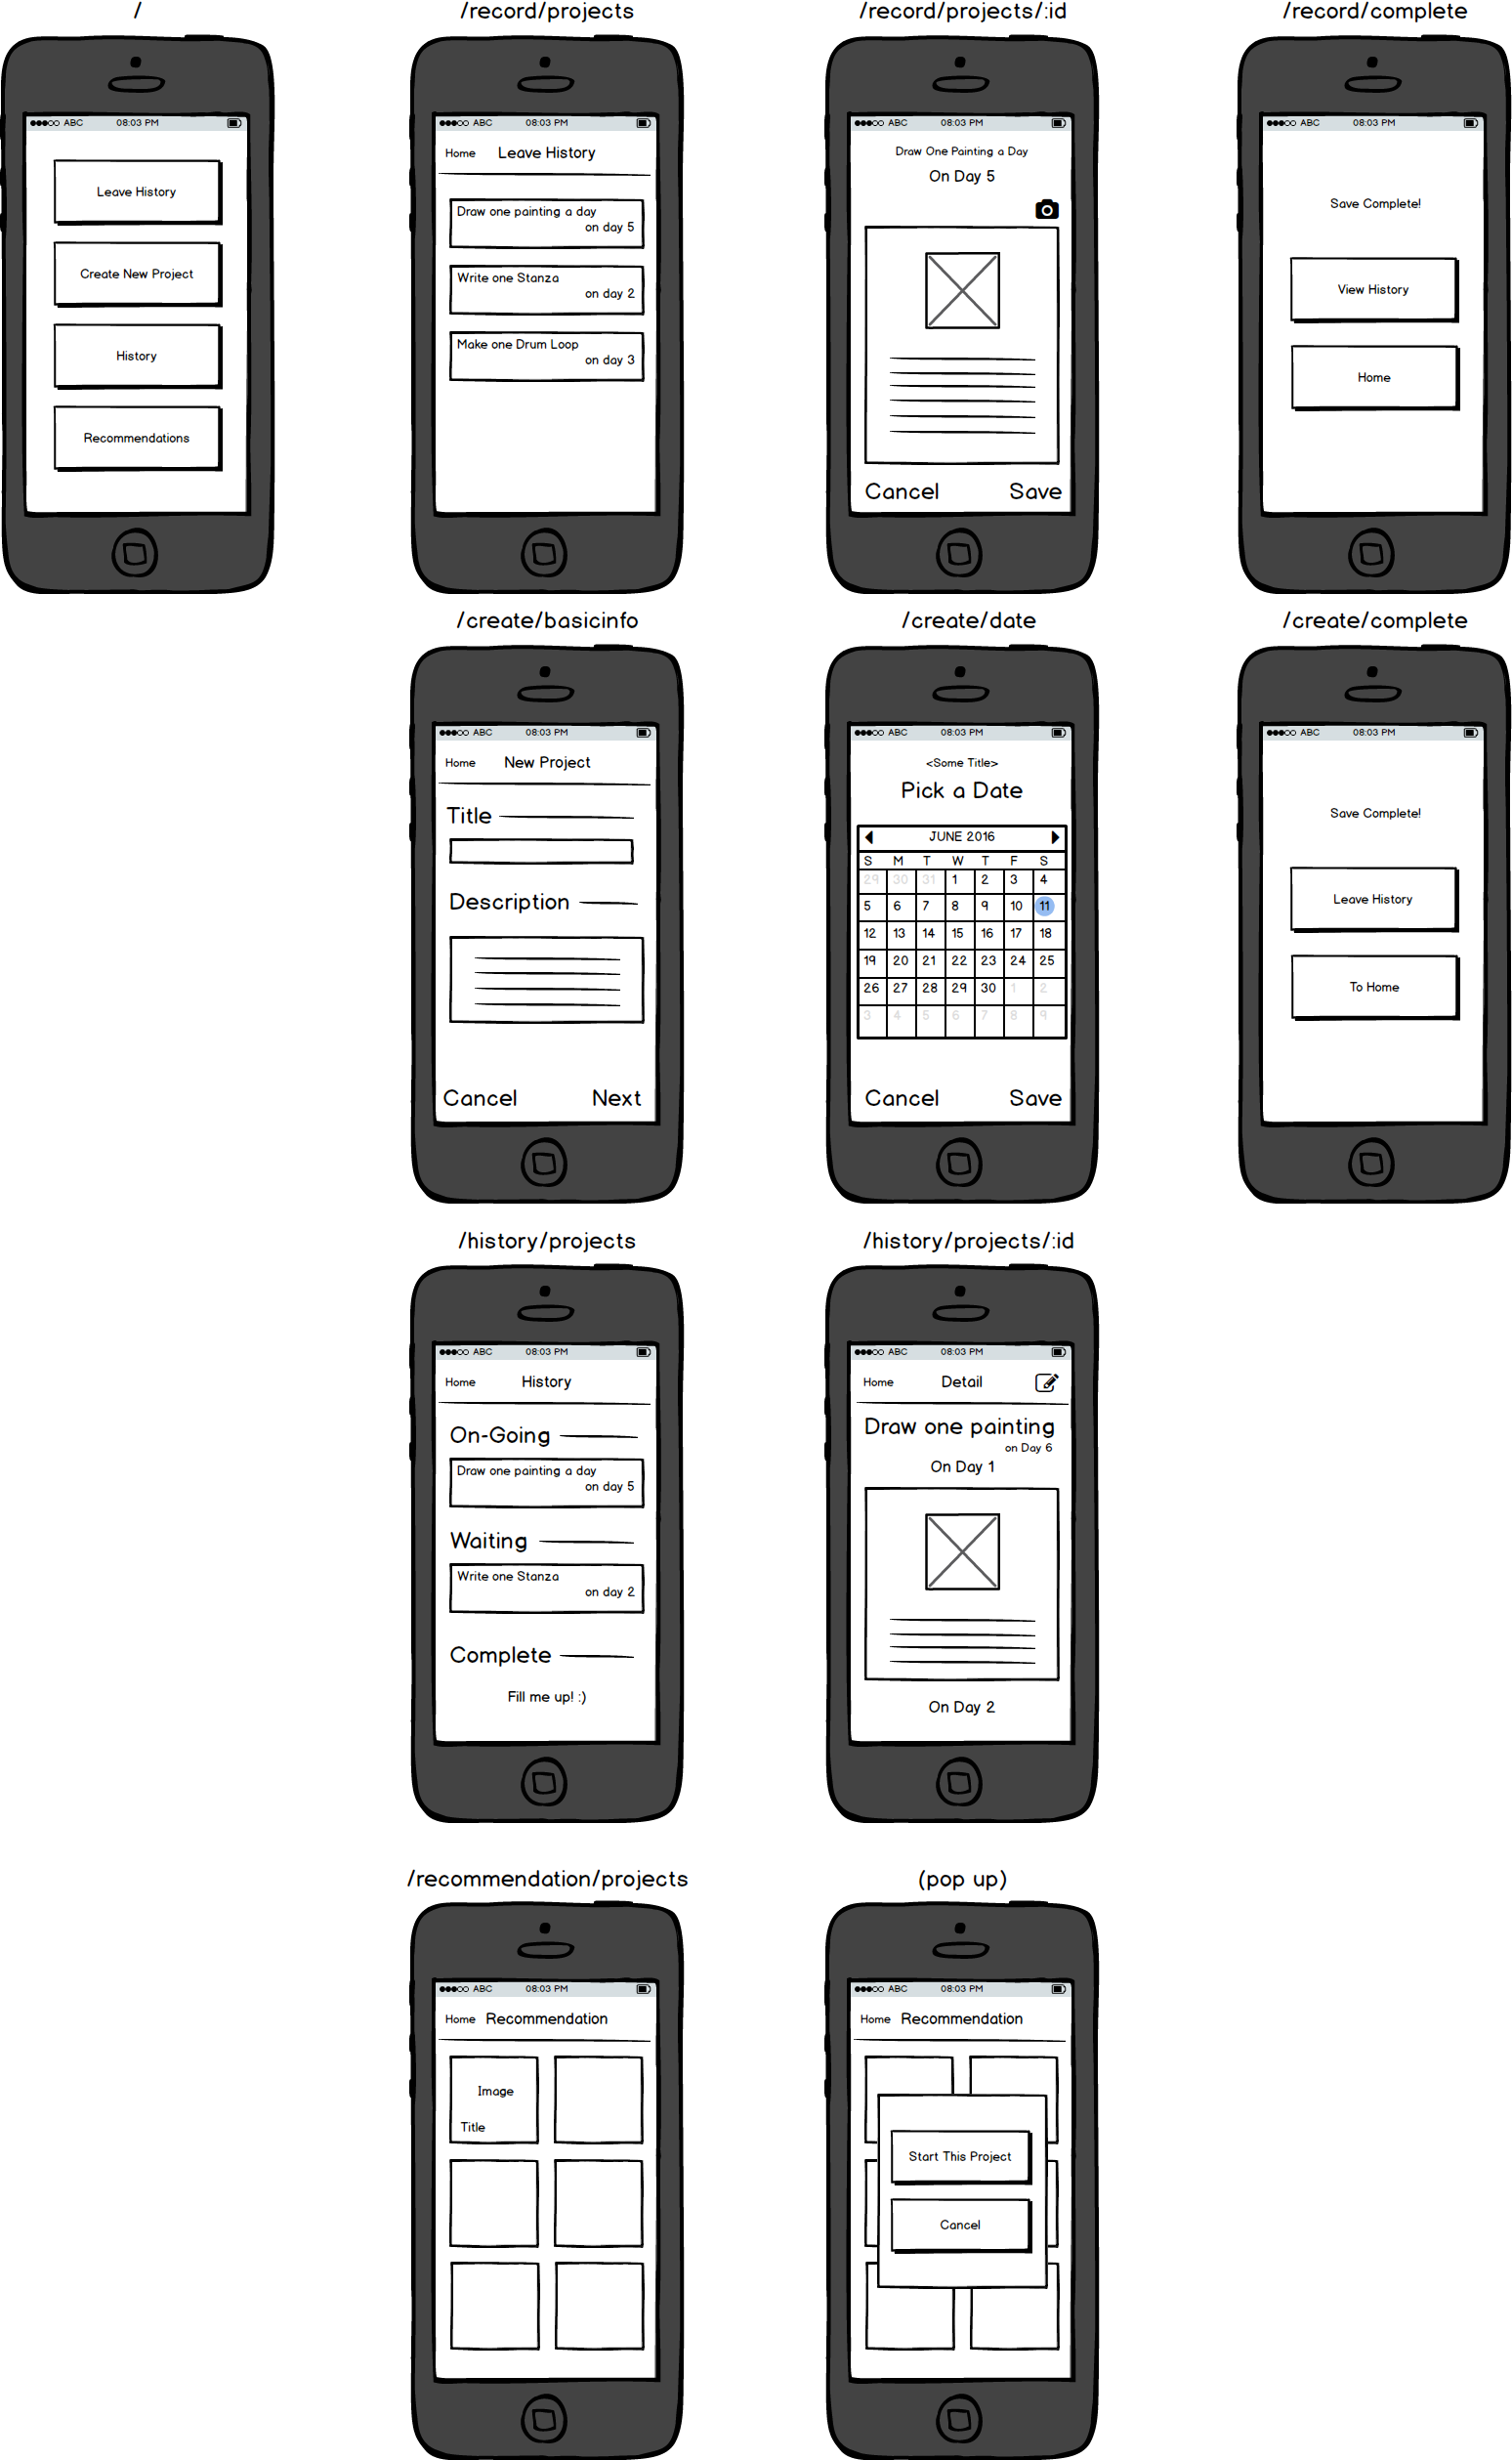 /
●●●○○ ABC 08:03 PM
Leave History
Create New Project
History
Recommendations
/record/projects
●●●○○ ABC 08:03 PM
Home Leave History
Draw one painting a day
on day 5
Write one Stanza
on day 2
Make one Drum Loop
on day 3
/record/projects/:id
●●●○○ ABC 08:03 PM
Draw One Painting a Day
On Day 5
Cancel Save
/record/complete
●●●○○ ABC 08:03 PM
Save Complete!
View History
Home
/create/basicinfo
●●●○○ ABC 08:03 PM
Home New Project
Title
Description
Cancel Next
/create/date
●●●○○ ABC 08:03 PM
<Some Title>
Pick a Date
JUNE 2016
S M T W T F S
29 30 31 1 2 3 4
5 6 7 8 9 10 11
12 13 14 15 16 17 18
19 20 21 22 23 24 25
26 27 28 29 30 1 2
3 4 5 6 7 8 9
Cancel Save
/create/complete
●●●○○ ABC 08:03 PM
Save Complete!
Leave History
To Home
/history/projects
●●●○○ ABC 08:03 PM
Home History
On-Going
Draw one painting a day
on day 5
Waiting
Write one Stanza
on day 2
Complete
Fill me up! :)
/history/projects/:id
●●●○○ ABC 08:03 PM
Home Detail
Draw one painting
on Day 6
On Day 1
On Day 2
/recommendation/projects
●●●○○ ABC 08:03 PM
Home Recommendation
Image
Title
(pop up)
●●●○○ ABC 08:03 PM
Home Recommendation
Start This Project
Cancel